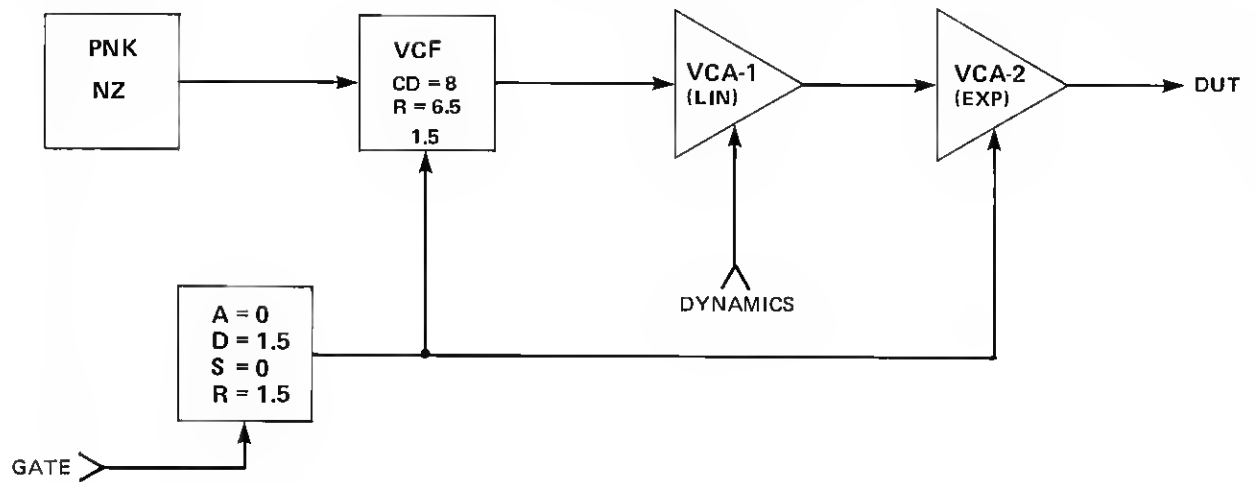 PNK
NZ
VCF
CD = 8
R = 6.5
1.5
VCA-1
(LIN)
VCA-2
(EXP)
DUT
DYNAMICS
A = 0
D = 1.5
S = 0
R = 1.5
GATE